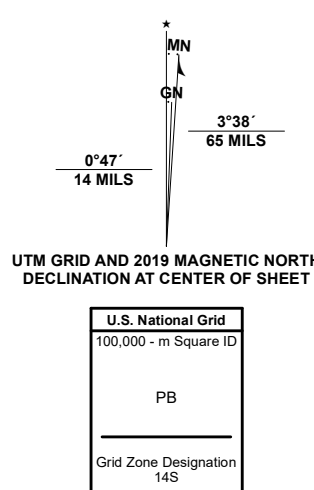 ★
MN
GN
3°38´
65 MILS
0°47´
14 MILS
UTM GRID AND 2019 MAGNETIC NORTH
DECLINATION AT CENTER OF SHEET
U.S. National Grid
100,000 - m Square ID
PB
Grid Zone Designation
14S